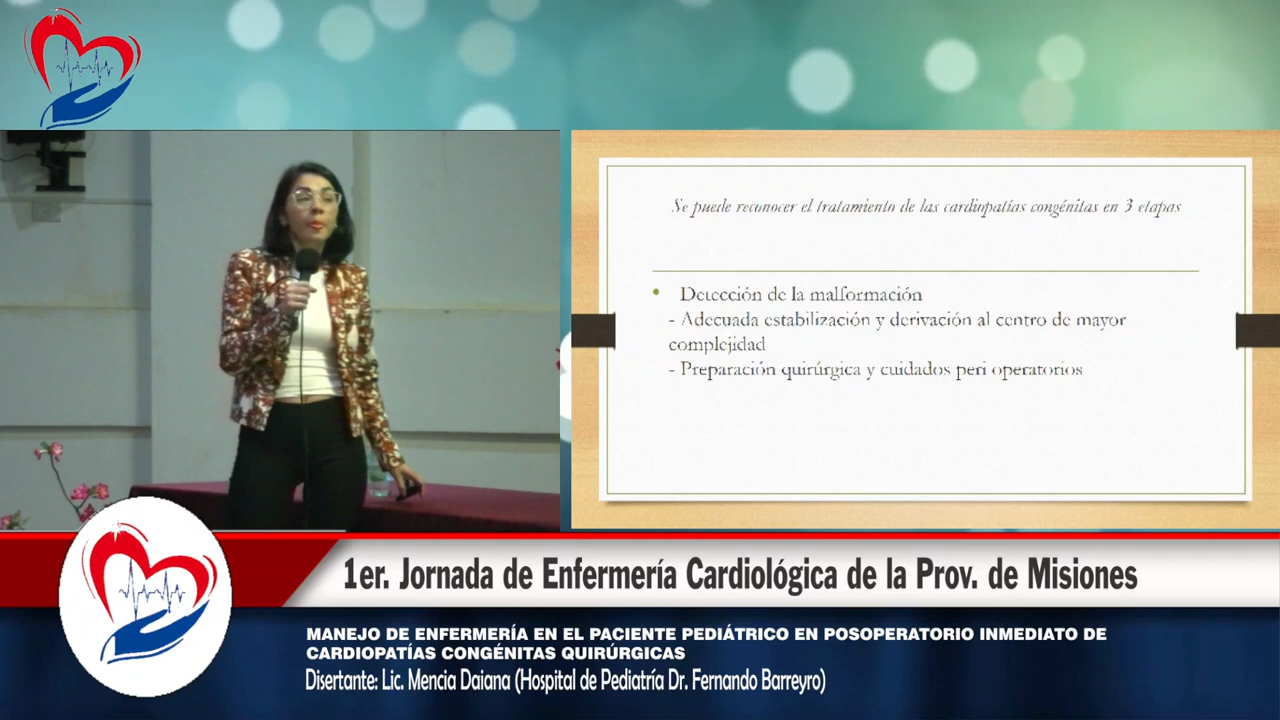 Se puede reconocer el tratamiento de las cardiopatías congénitas en 3 etapas
• Detección de la malformación
- Adecuada estabilización y derivación al centro de mayor
complejidad
- Preparación quirúrgica y cuidados peri operatorios
1er. Jornada de Enfermería Cardiológica de la Prov. de Misiones
MANEJO DE ENFERMERÍA EN EL PACIENTE PEDIÁTRICO EN POSOPERATORIO INMEDIATO DE
CARDIOPATÍAS CONGÉNITAS QUIRÚRGICAS
Disertante: Lic. Mencia Daiana (Hospital de Pediatría Dr. Fernando Barreyro)